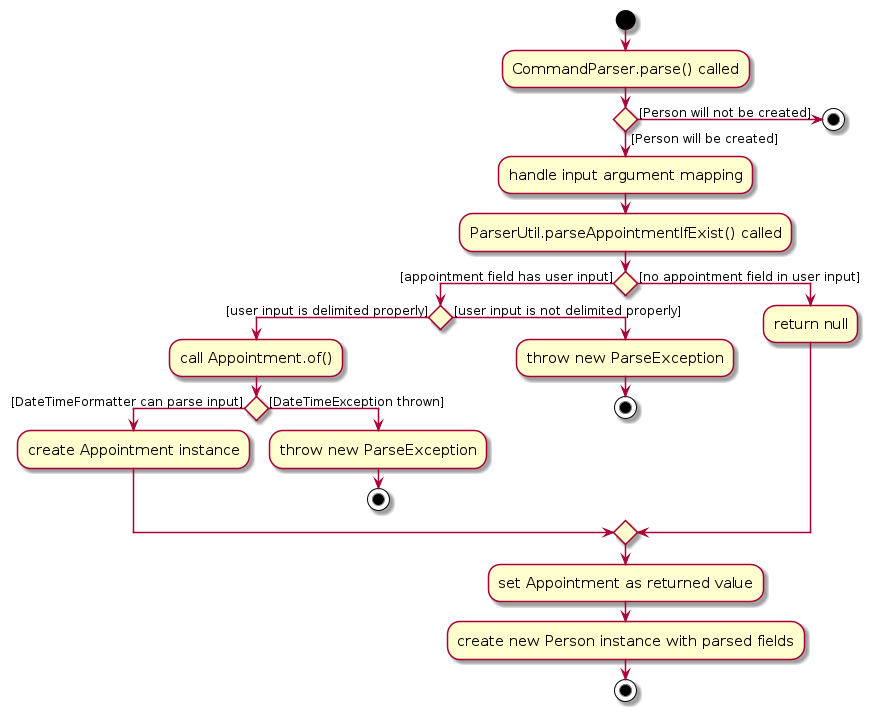 CommandParser.parse() called
[Person will not be created]
[Person will be created]
handle input argument mapping
ParserUtil.parseAppointmentIfExist() called
[appointment field has user input]
[no appointment field in user input]
[user input is delimited properly]
[user input is not delimited properly]
return null
call Appointment.of()
throw new ParseException
[DateTimeFormatter can parse input]
[DateTimeException thrown]
create Appointment instance
throw new ParseException
set Appointment as returned value
create new Person instance with parsed fields